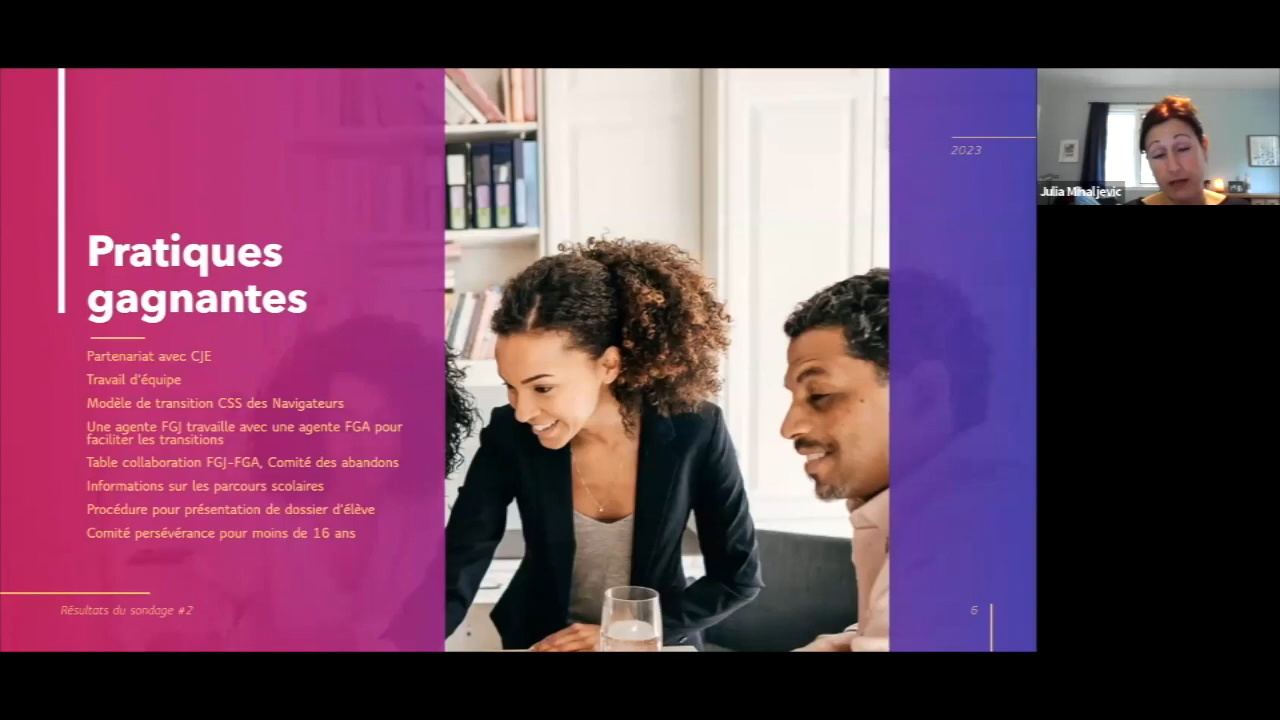 Pratiques
gagnantes
Partenariat avec CJE
Travail d'équipe
Modèle de transition CSS des Navigateurs
Une agente FGJ travaille avec une agente FGA pour
faciliter les transitions
Table collaboration FGJ-FGA, Comité des abandons
Informations sur les parcours scolaires
Procédure pour présentation de dossier d'élève
Comité persévérance pour moins de 16 ans
Résultats du sondage #2
2023
6
Julia Mihaljevic